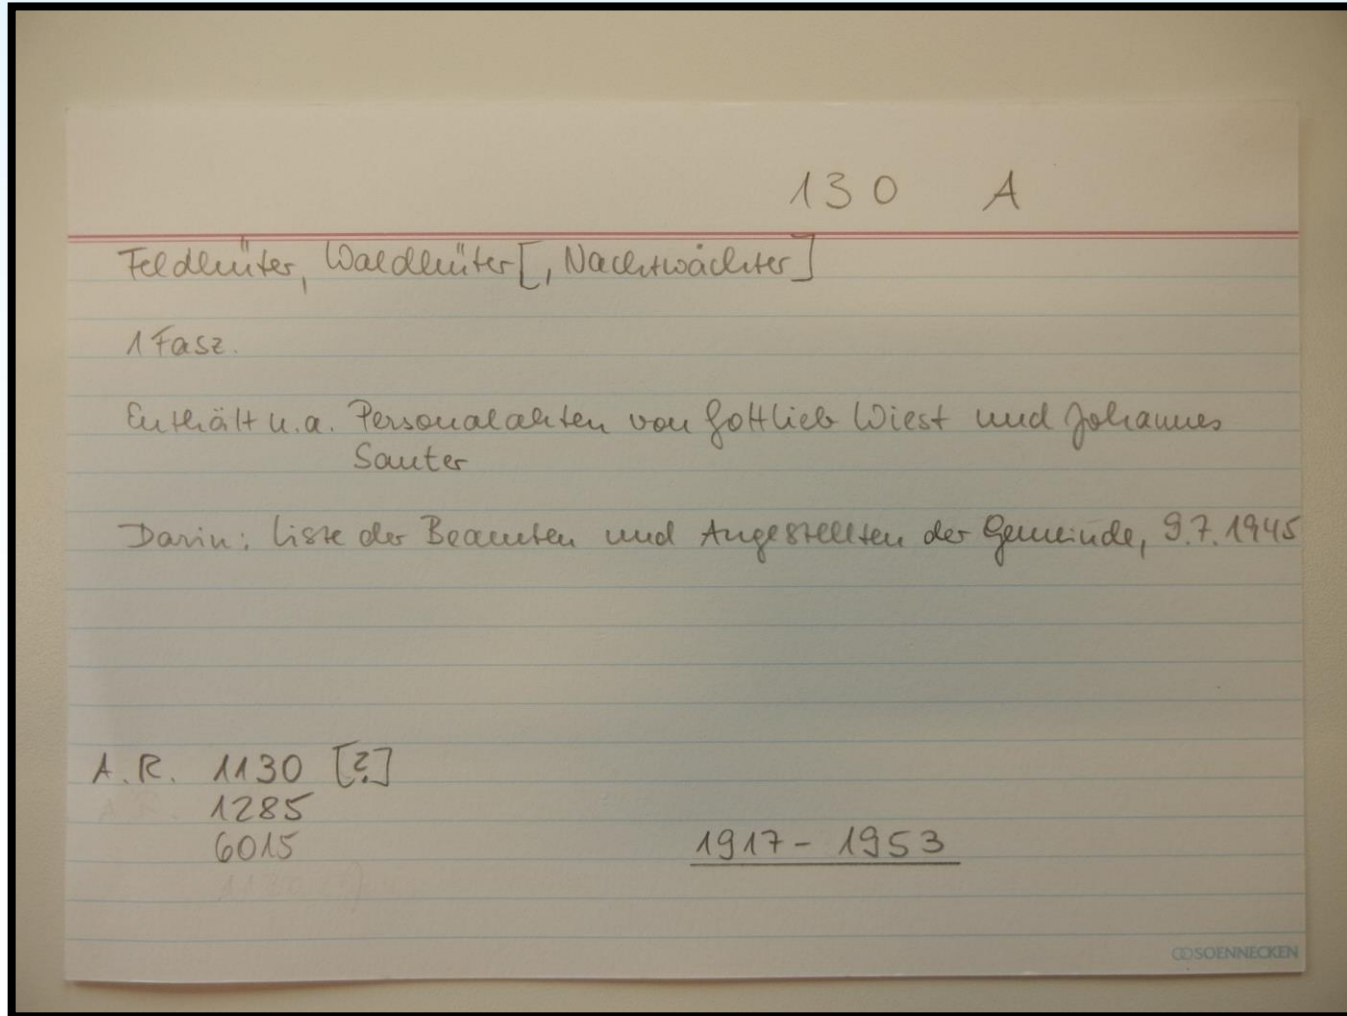 130 A
Feldhüter, Waldhüter[, Nachtwächter]
1 Fasz.
Enthält u.a. Personalakten von Gottlieb Wiest und Johannes
Sauter
Darin: Liste der Beamten und Angestellten der Gemeinde, 9.7.1945
A.R. 1130 [?]
1285
6015
1917 - 1953
SOENNECKEN